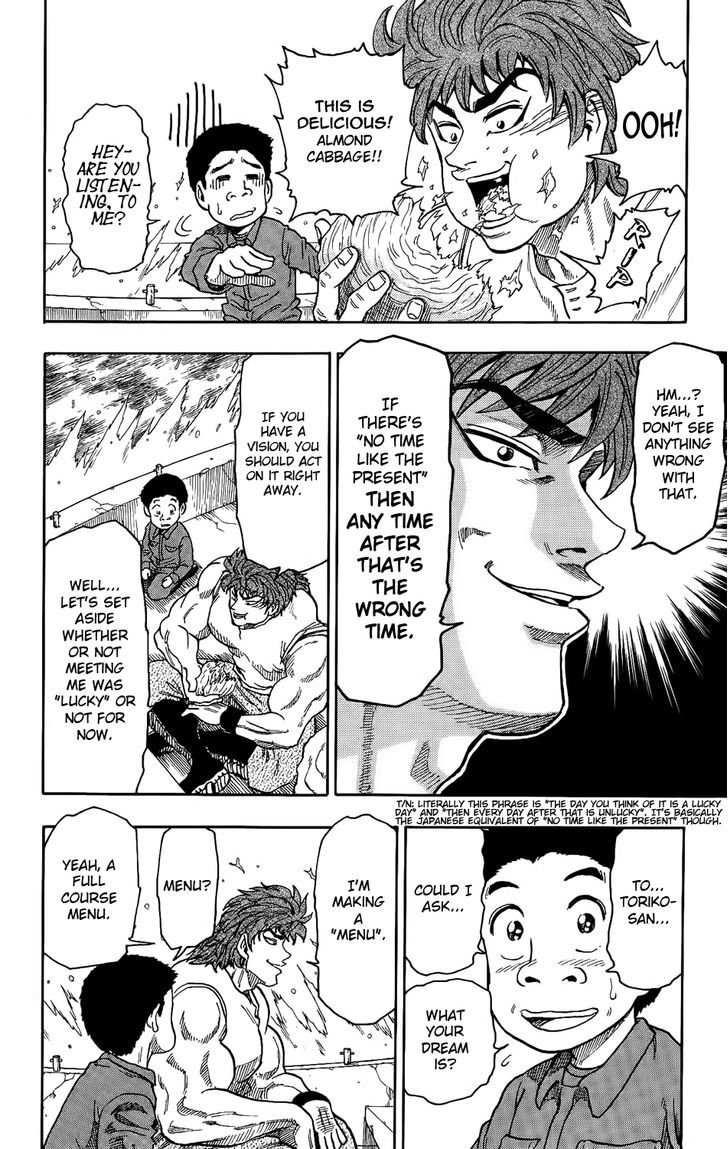 OOH!
THIS IS
DELICIOUS!
ALMOND
CABBAGE!!
RIP
HEY-
ARE YOU
LISTEN-
ING, TO
ME?
HM...?
YEAH, I
DON'T SEE
ANYTHING
WRONG
WITH
THAT.
IF
THERE'S
"NO TIME
LIKE THE
PRESENT"
THEN
ANY TIME
AFTER
THAT'S
THE
WRONG
TIME.
IF YOU
HAVE A
VISION, YOU
SHOULD ACT
ON IT RIGHT
AWAY.
WELL...
LET'S SET
ASIDE
WHETHER
OR NOT
MEETING
ME WAS
"LUCKY" OR
NOT FOR
NOW.
T/N: LITERALLY THIS PHRASE IS "THE DAY YOU THINK OF IT IS A LUCKY
DAY" AND "THEN EVERY DAY AFTER THAT IS UNLUCKY". IT'S BASICALLY
THE JAPANESE EQUIVALENT OF "NO TIME LIKE THE PRESENT" THOUGH.
TO...
TORIKO-
SAN...
COULD I
ASK...
WHAT
YOUR
DREAM
IS?
I'M
MAKING
A
"MENU".
MENU?
YEAH, A
FULL
COURSE
MENU.